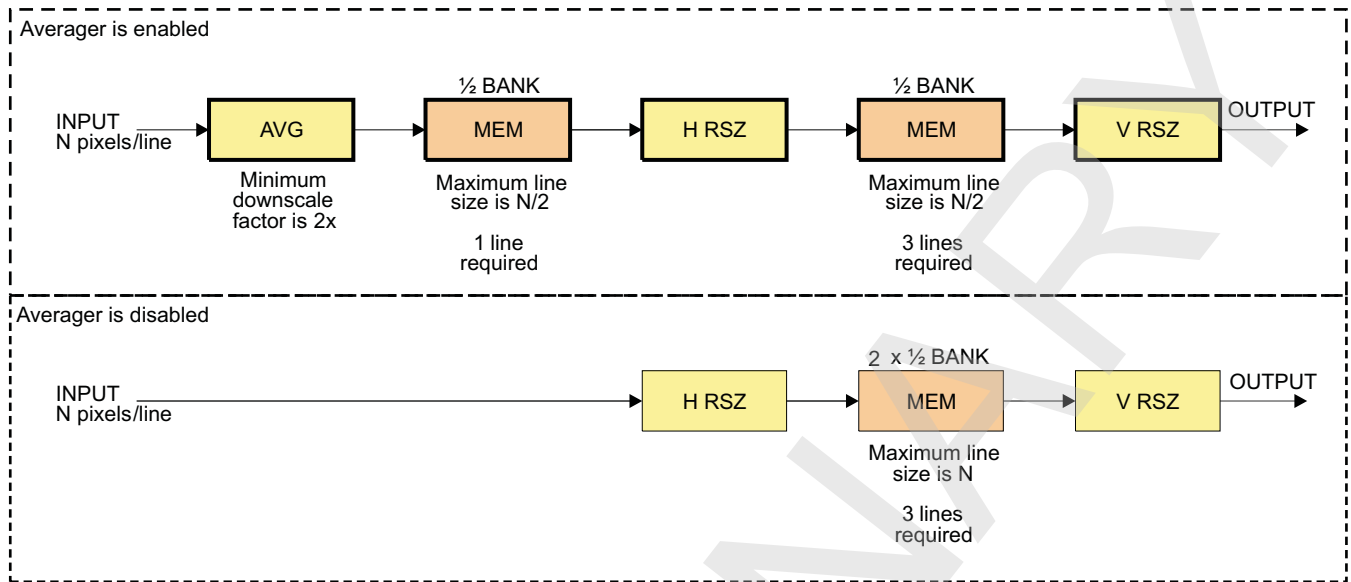 Averager is enabled
½ BANK
½ BANK
INPUT
N pixels/line
AVG
MEM
H RSZ
MEM
V RSZ
OUTPUT
Minimum
downscale
factor is 2x
Maximum line
size is N/2
1 line
required
Maximum line
size is N/2
3 lines
required
Averager is disabled
2 x ½ BANK
INPUT
N pixels/line
H RSZ
MEM
V RSZ
OUTPUT
Maximum line
size is N
3 lines
required